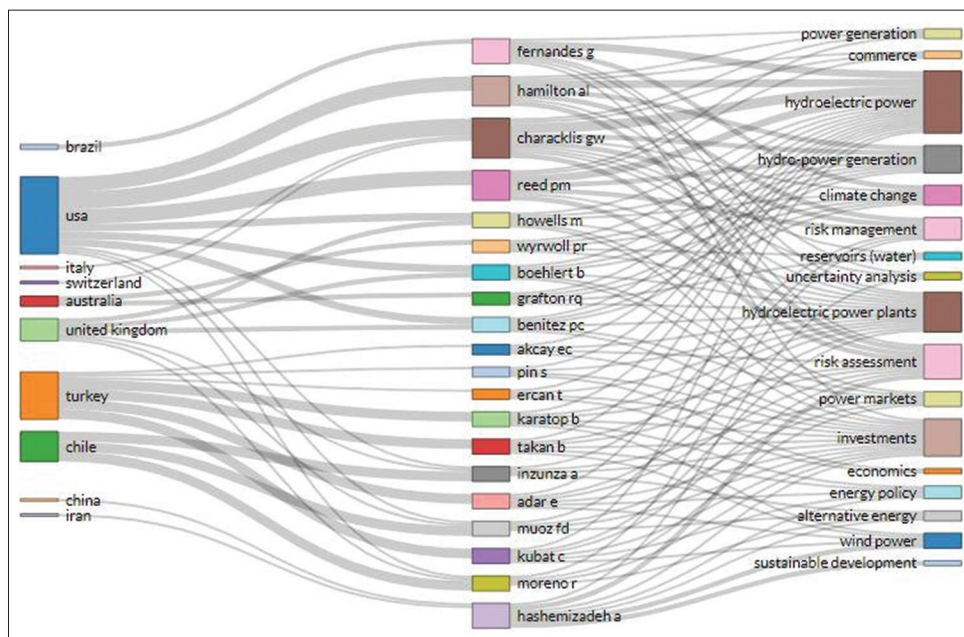 brazil
usa
italy
switzerland
australia
united kingdom
turkey
chile
china
iran
fernandes g
hamilton al
characklis gw
reed pm
howells m
wyrwoll pr
boehlert b
grafton rq
benitez pc
akcay ec
pin s
ercan t
karatop b
takan b
inzunza a
adar e
muoz fd
kubat c
moreno r
hashemizadeh a
power generation
commerce
hydroelectric power
hydro-power generation
climate change
risk management
reservoirs (water)
uncertainty analysis
hydroelectric power plants
risk assessment
power markets
investments
economics
energy policy
alternative energy
wind power
sustainable development